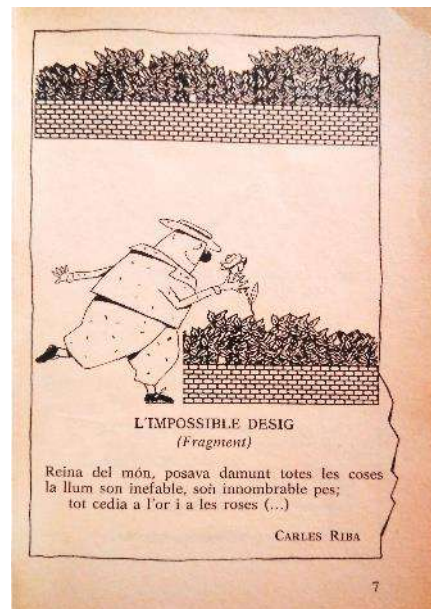 L'IMPOSSIBLE DESIG
(Fragment)
Reina del món, posava damunt totes les coses
la llum son inefable, son innombrable pes;
tot cedia a l'or i a les roses (...)
CARLES RIBA
7